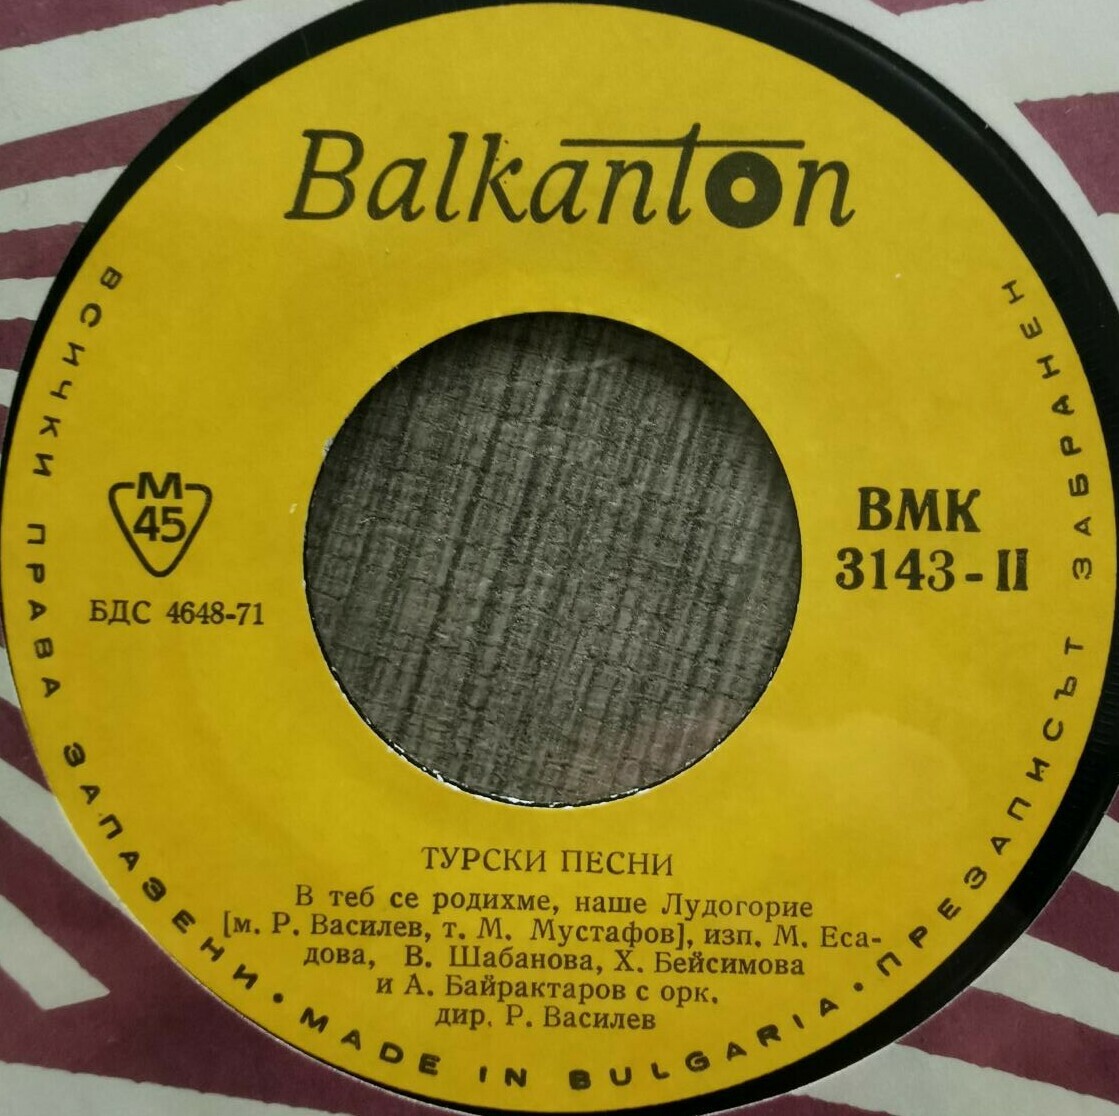 Balkanton
ВСИЧКИ ПРАВА ЗАПАЗЕНИ • MADE IN BULGARIA • ПРЕЗАПИСЪТ ЗАБРАНЕН
М
45
БДС 4648-71
ВМК
3143-II
ТУРСКИ ПЕСНИ
В теб се родихме, наше Лудогорие
[м. Р. Василев, т. М. Мустафов], изп. М. Еса-
дова, В. Шабанова, Х. Бейсимова
и А. Байрактаров с орк.
дир. Р. Василев